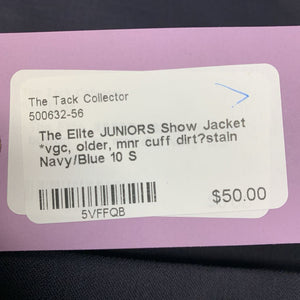 The Tack Collector
500632-56
The Elite JUNIORS Show Jacket
*vgc, older, mnr cuff dirt?stain
Navy/Blue 10 S
$50.00
5VFFQB